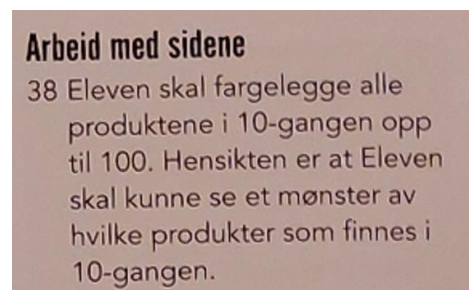 Arbeid med sidene
38 Eleven skal fargelegge alle
produktene i 10-gangen opp
til 100. Hensikten er at Eleven
skal kunne se et mønster av
hvilke produkter som finnes i
10-gangen.